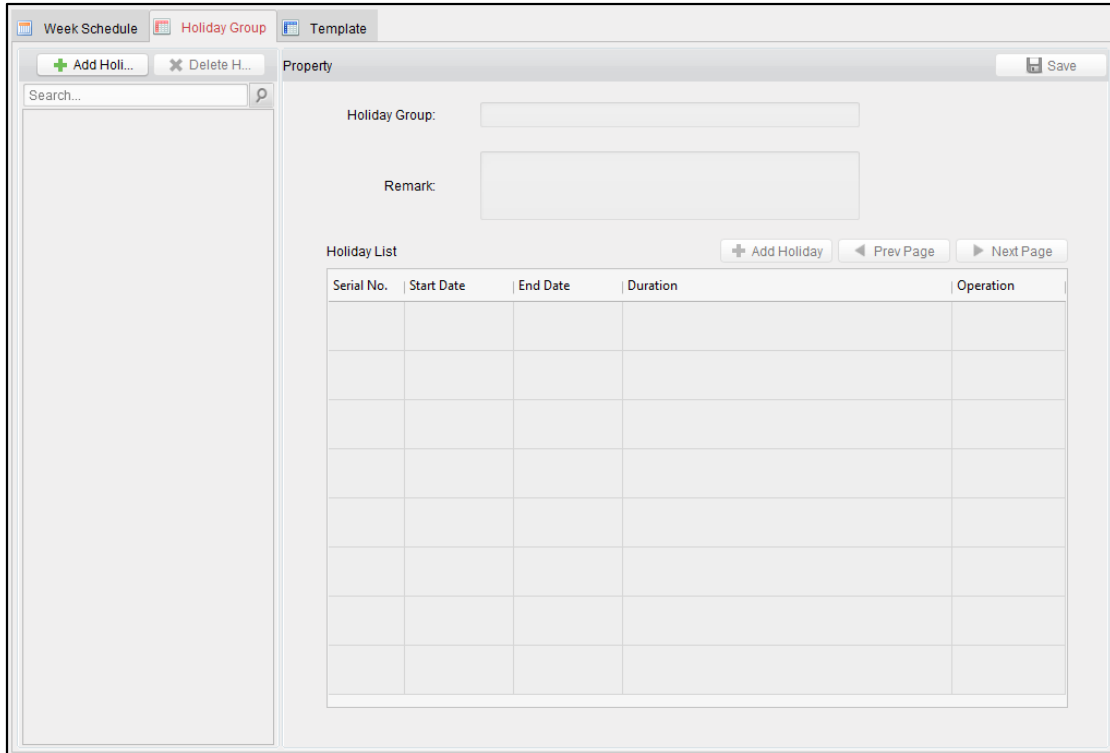 Week Schedule Holiday Group Template
Add Holi... Delete H... Property Save
Search...
Holiday Group:
Remark:
Holiday List Add Holiday Prev Page Next Page
Serial No. Start Date End Date Duration Operation